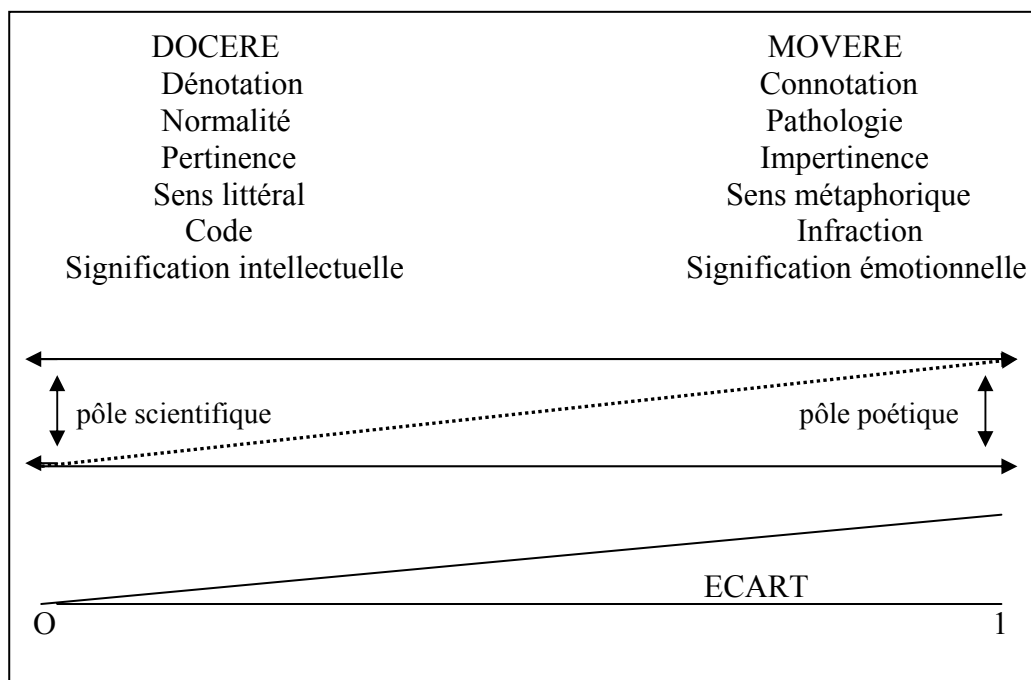 DOCERE MOVERE
Dénotation Connotation
Normalité Pathologie
Pertinence Impertinence
Sens littéral Sens métaphorique
Code Infraction
Signification intellectuelle Signification émotionnelle
pôle scientifique pôle poétique
ECART
O 1